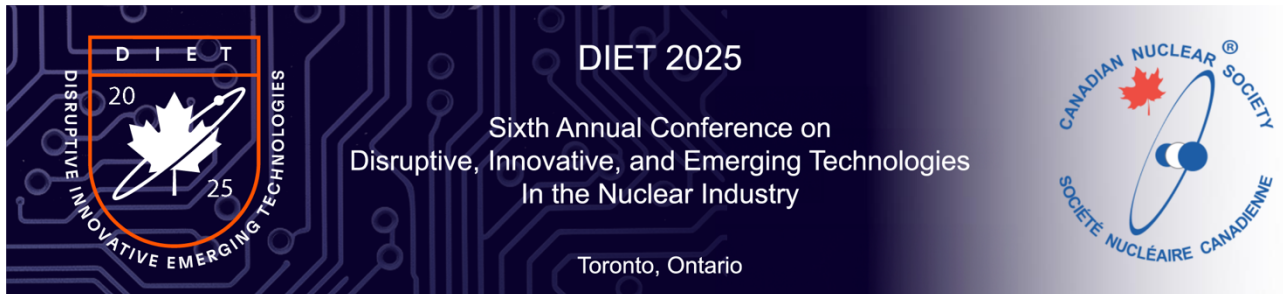 D I E T
20
25
DISRUPTIVE INNOVATIVE EMERGING TECHNOLOGIES
DIET 2025
Sixth Annual Conference on
Disruptive, Innovative, and Emerging Technologies
In the Nuclear Industry
Toronto, Ontario
CANADIAN NUCLEAR SOCIETY
®
SOCIÉTÉ NUCLÉAIRE CANADIENNE